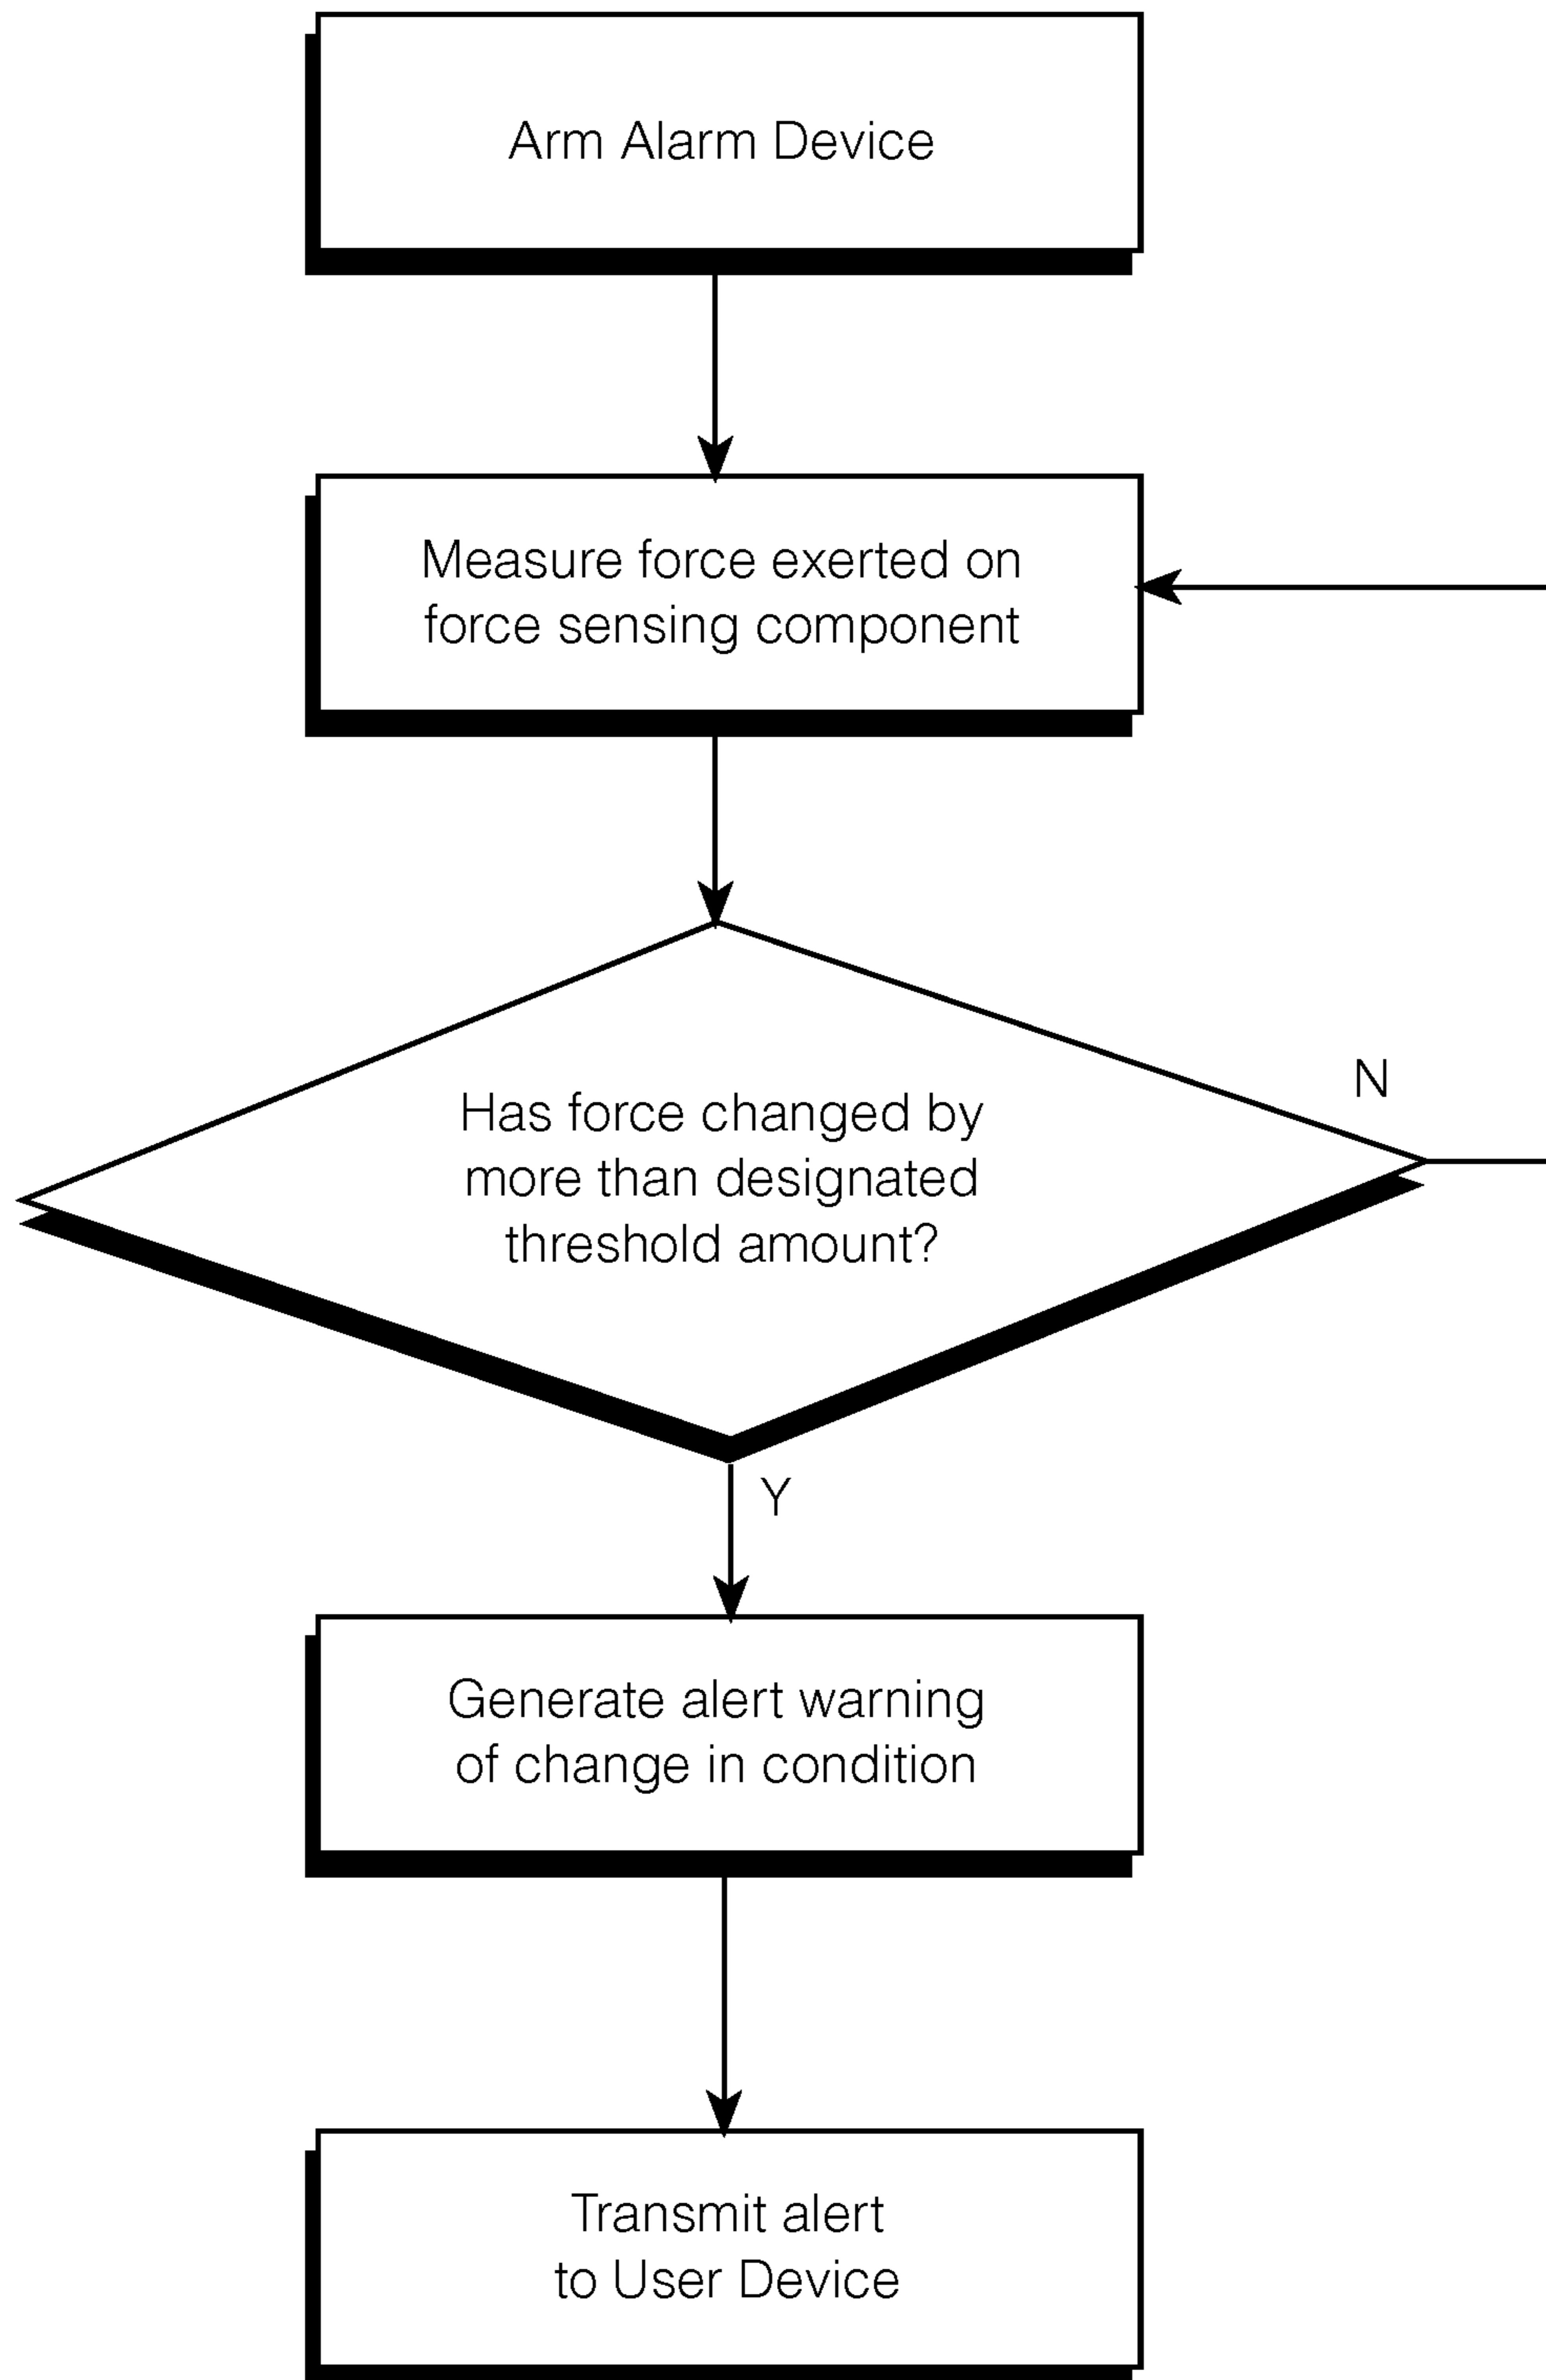 Arm Alarm Device
Measure force exerted on
force sensing component
Has force changed by
more than designated
threshold amount?
N
Y
Generate alert warning
of change in condition
Transmit alert
to User Device